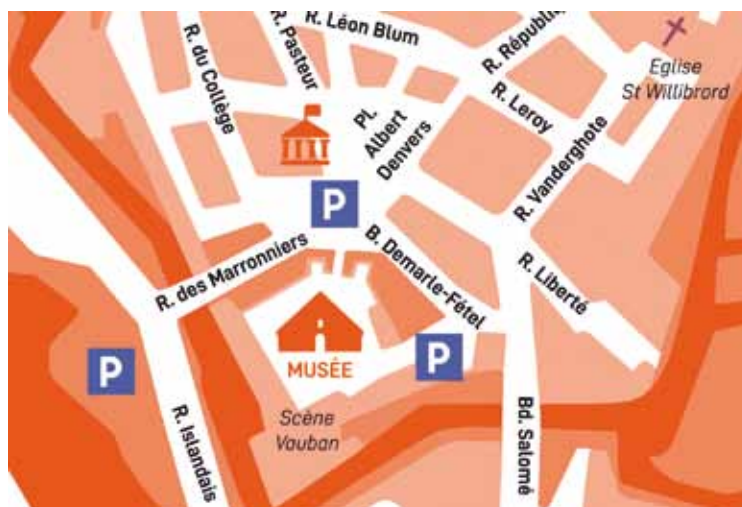 R. du Collège
R. Pasteur
R. Léon Blum
R. Républi
Eglise
St Willibrord
Pl.
Albert
Denvers
R. Leroy
R. Vanderghote
P
R. des Marronniers
B. Demarle-Fétel
R. Liberté
P
P
MUSÉE
R. Islandais
Scène
Vauban
Bd. Salomé